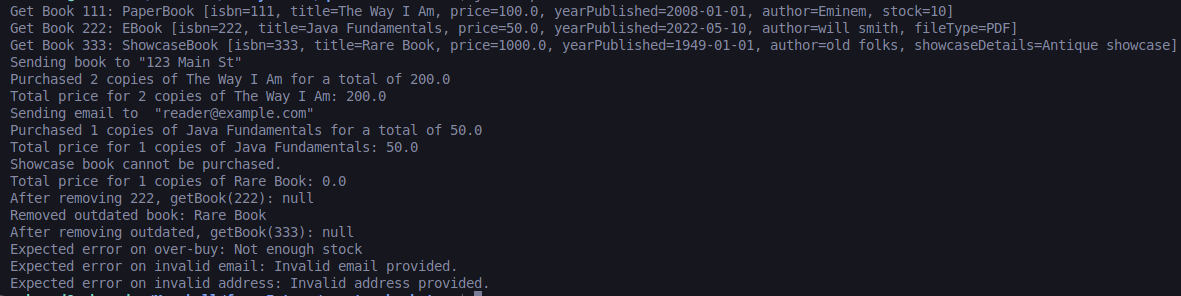 Get Book 111: PaperBook [isbn=111, title=The Way I Am, price=100.0, yearPublished=2008-01-01, author=Eminem, stock=10]
Get Book 222: EBook [isbn=222, title=Java Fundamentals, price=50.0, yearPublished=2022-05-10, author=will smith, fileType=PDF]
Get Book 333: ShowcaseBook [isbn=333, title=Rare Book, price=1000.0, yearPublished=1949-01-01, author=old folks, showcaseDetails=Antique showcase]
Sending book to "123 Main St"
Purchased 2 copies of The Way I Am for a total of 200.0
Total price for 2 copies of The Way I Am: 200.0
Sending email to  "reader@example.com"
Purchased 1 copies of Java Fundamentals for a total of 50.0
Total price for 1 copies of Java Fundamentals: 50.0
Showcase book cannot be purchased.
Total price for 1 copies of Rare Book: 0.0
After removing 222, getBook(222): null
Removed outdated book: Rare Book
After removing outdated, getBook(333): null
Expected error on over-buy: Not enough stock
Expected error on invalid email: Invalid email provided.
Expected error on invalid address: Invalid address provided.